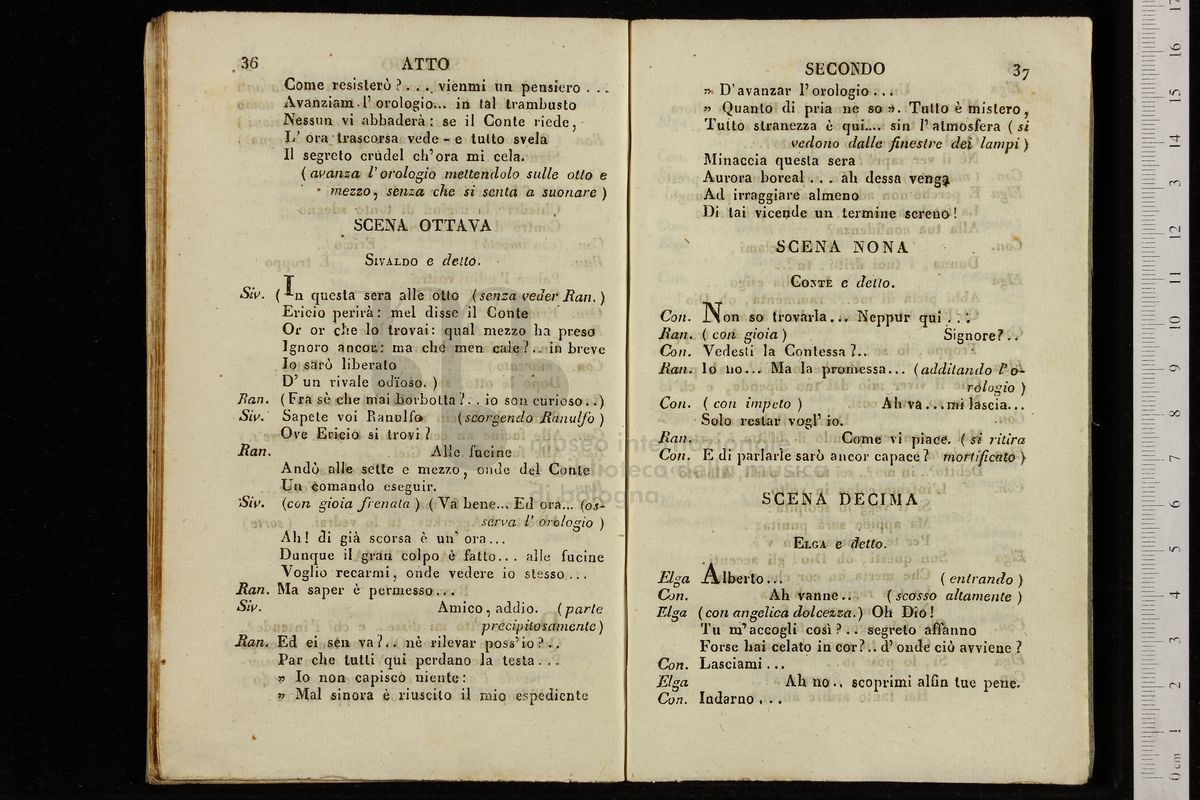 36 ATTO
Come resisterò ? . . . vienmi un pensiero . . .
Avanziam l' orologio... in tal trambusto
Nessun vi abbaderà : se il Conte riede,
L' ora trascorsa vede - e tutto svela
Il segreto crudel ch'ora mi cela.
( avanza l'orologio mettendolo sulle otto e
mezzo, senza che si senta a suonare )
SCENA OTTAVA
SIVALDO e detto.
Siv. ( In questa sera alle otto ( senza veder Ran. )
Ericio perirà : mel disse il Conte
Or or che lo trovai : qual mezzo ha preso
Ignoro ancor : ma che men cale ?.. in breve
Io sarò liberato
D' un rivale odïoso. )
Ran. (Fra sè che mai borbotta ?. . io son curioso. .)
Siv. Sapete voi Ranulfo (scorgendo Ranulfo )
Ove Ericio si trovi ?
Ran. Alle fucine
Andò alle sette e mezzo, onde del Conte
Un comando eseguir.
Siv. (con gioia frenata ) ( Va bene... Ed ora... (os-
serva l' orologio )
Ah ! di già scorsa è un' ora...
Dunque il gran colpo è fatto... alle fucine
Voglio recarmi, onde vedere io stesso...
Ran. Ma saper è permesso...
Siv. Amico, addio. (parte
precipitosamente )
Ran. Ed ei sen va ?.. nè rilevar poss' io ?..
Par che tutti qui perdano la testa...
" Io non capisco niente :
" Mal sinora è riuscito il mio espediente
SECONDO 37
" D' avanzar l' orologio ...
" Quanto di pria ne so ". Tutto è mistero,
Tutto stranezza è qui.... sin l' atmosfera ( si
vedono dalle finestre dei lampi )
Minaccia questa sera
Aurora boreal . . . ah dessa venga
Ad irraggiare almeno
Di tai vicende un termine sereno !
SCENA NONA
CONTE e detto.
Con. Non so trovarla... Neppur qui . . .
Ran. ( con gioia ) Signore?..
Con. Vedesti la Contessa ?..
Ran. Io no... Ma la promessa... (additando l' o-
rologio )
Con. ( con impeto ) Ah va...mi lascia...
Solo restar vogl' io.
Ran. Come vi piace. ( si ritira
Con. E di parlarle sarò ancor capace ? mortificato )
SCENA DECIMA
ELGA e detto.
Elga Alberto... ( entrando )
Con. Ah vanne... (scosso altamente )
Elga (con angelica dolcezza.) Oh Dio !
Tu m'accogli così ? . . segreto affanno
Forse hai celato in cor?.. d' onde ciò avviene ?
Con. Lasciami ...
Elga Ah no.. scoprimi alfin tue pene.
Con. Indarno . . .
museo internazionale
biblioteca della musica
di bologna